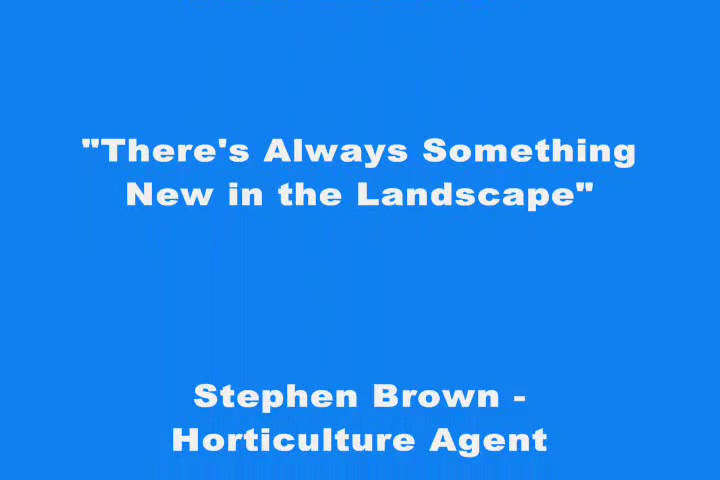 "There's Always Something
New in the Landscape"
Stephen Brown -
Horticulture Agent